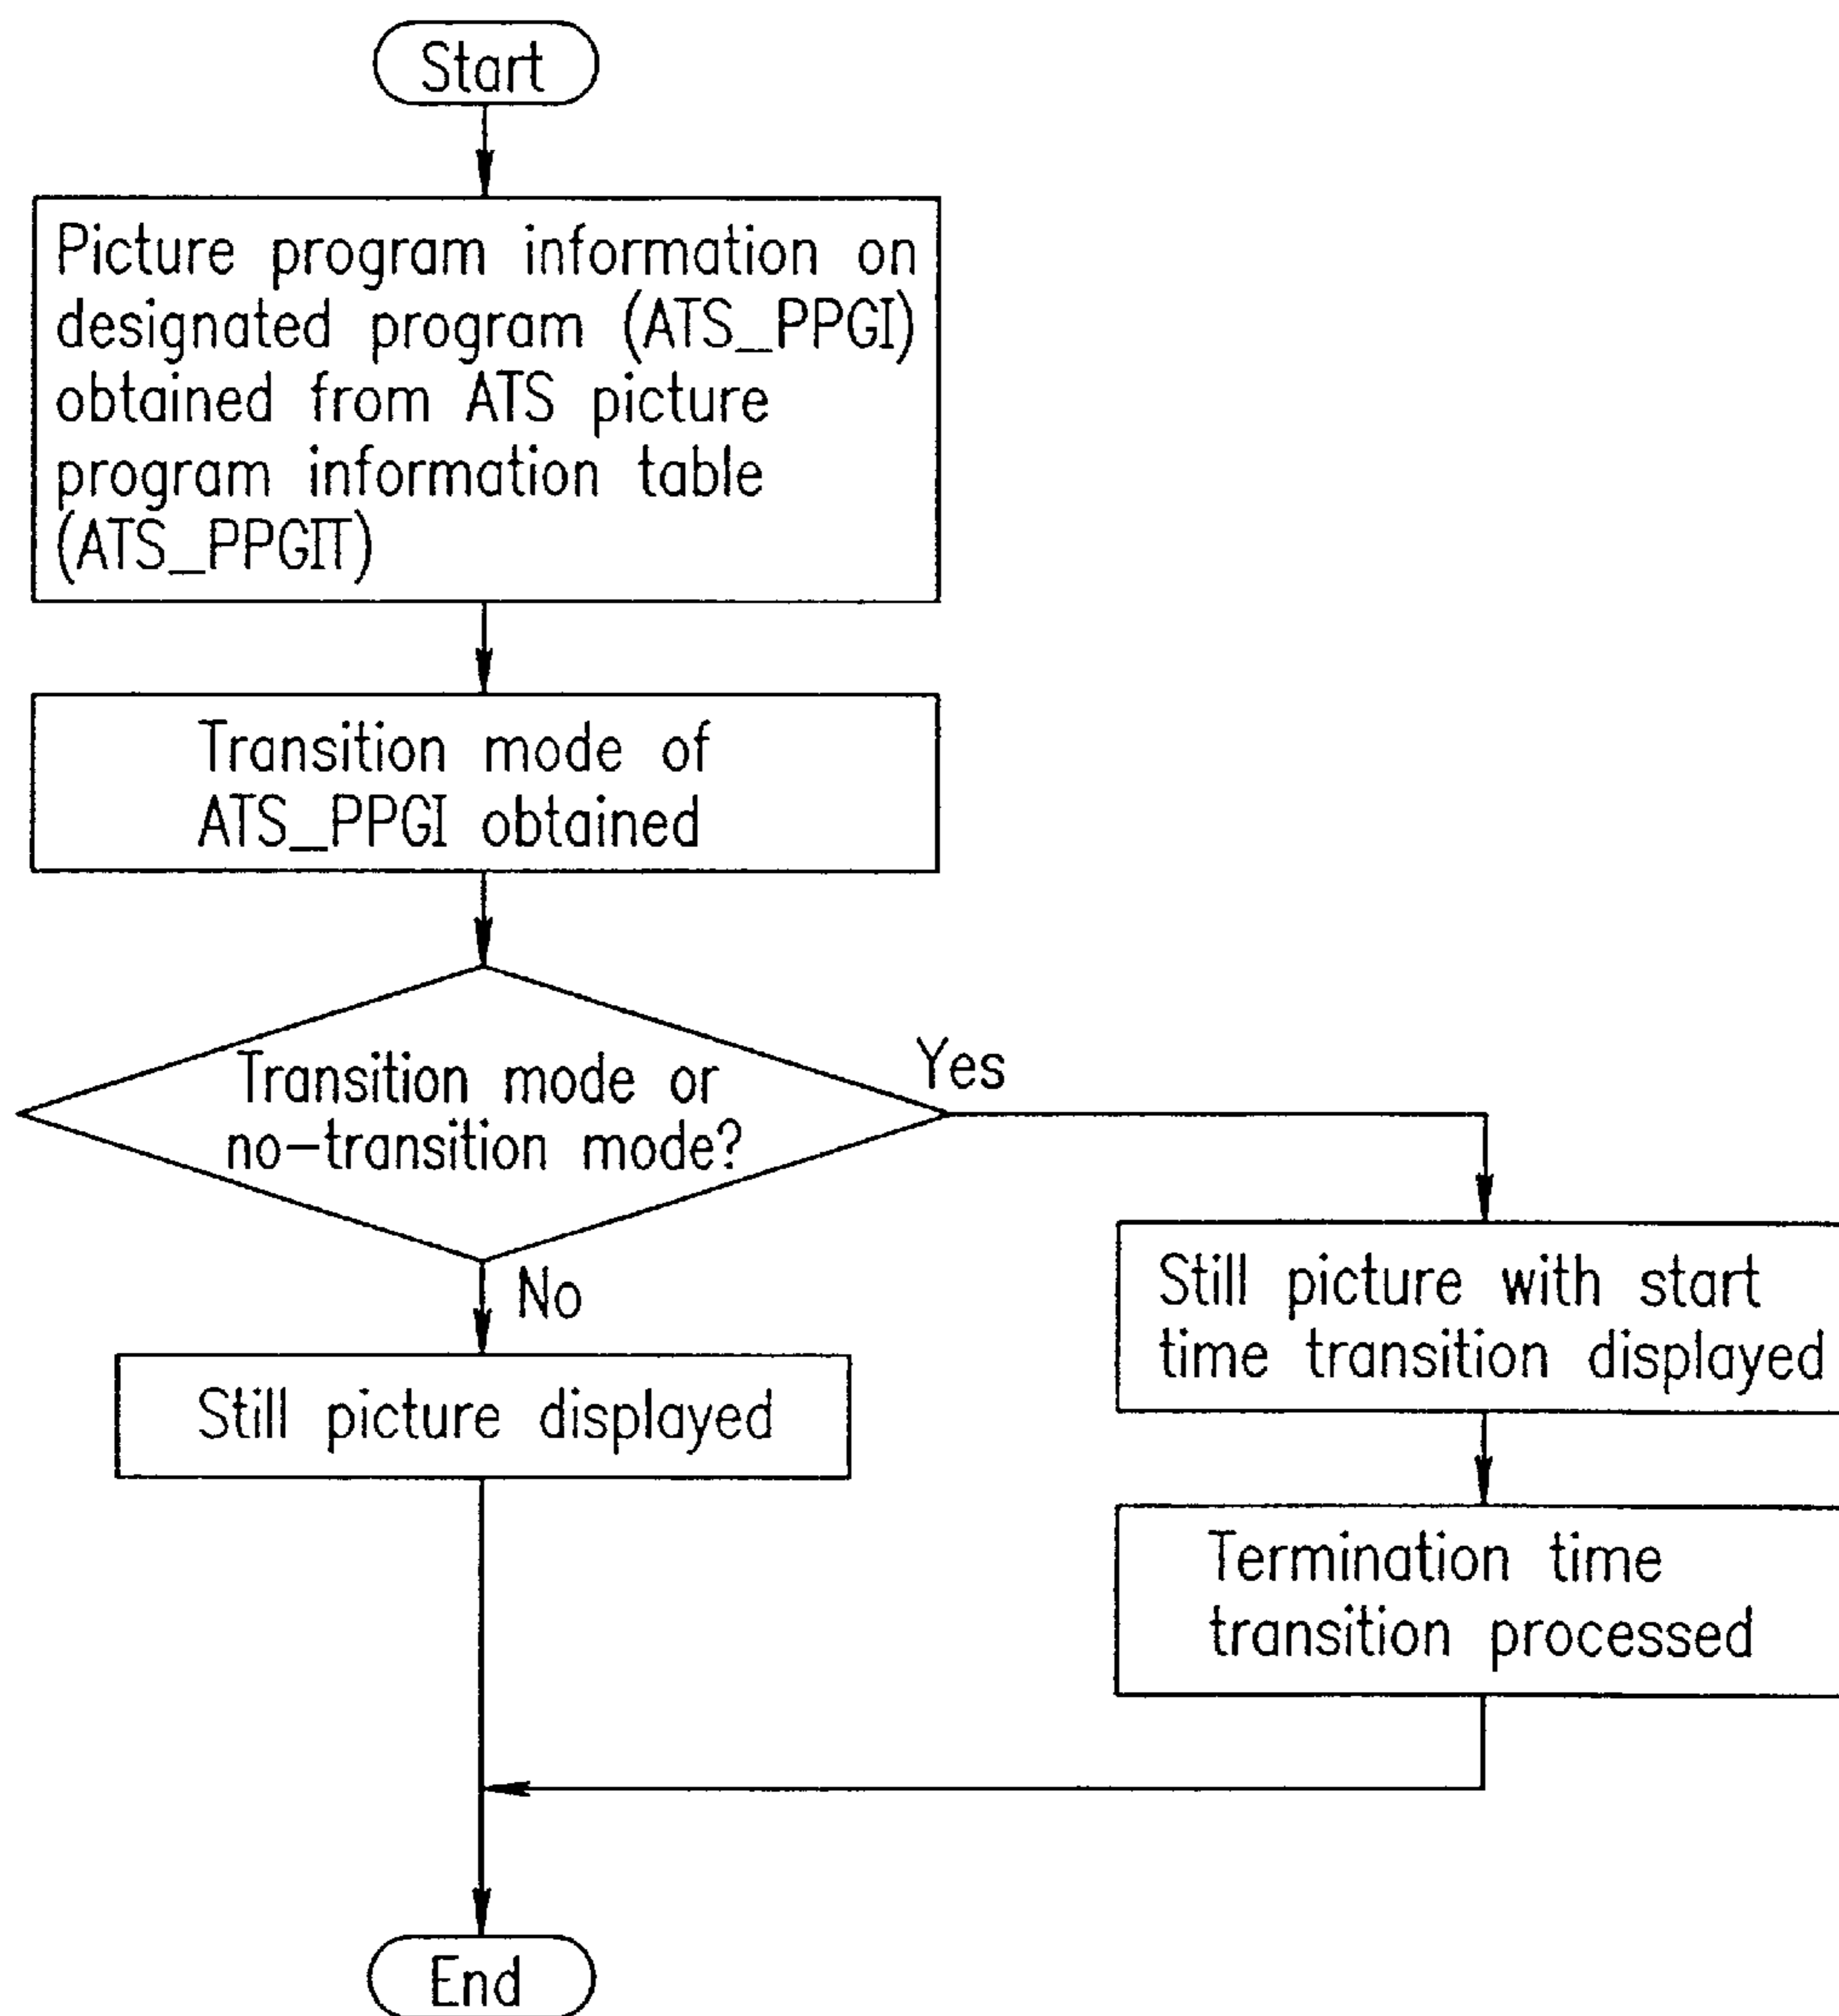 Start
Picture program information on
designated program (ATS_PPGI)
obtained from ATS picture
program information table
(ATS_PPGIT)
Transition mode of
ATS_PPGI obtained
Transition mode or
no-transition mode?
Yes
No
Still picture with start
time transition displayed
Still picture displayed
Termination time
transition processed
End